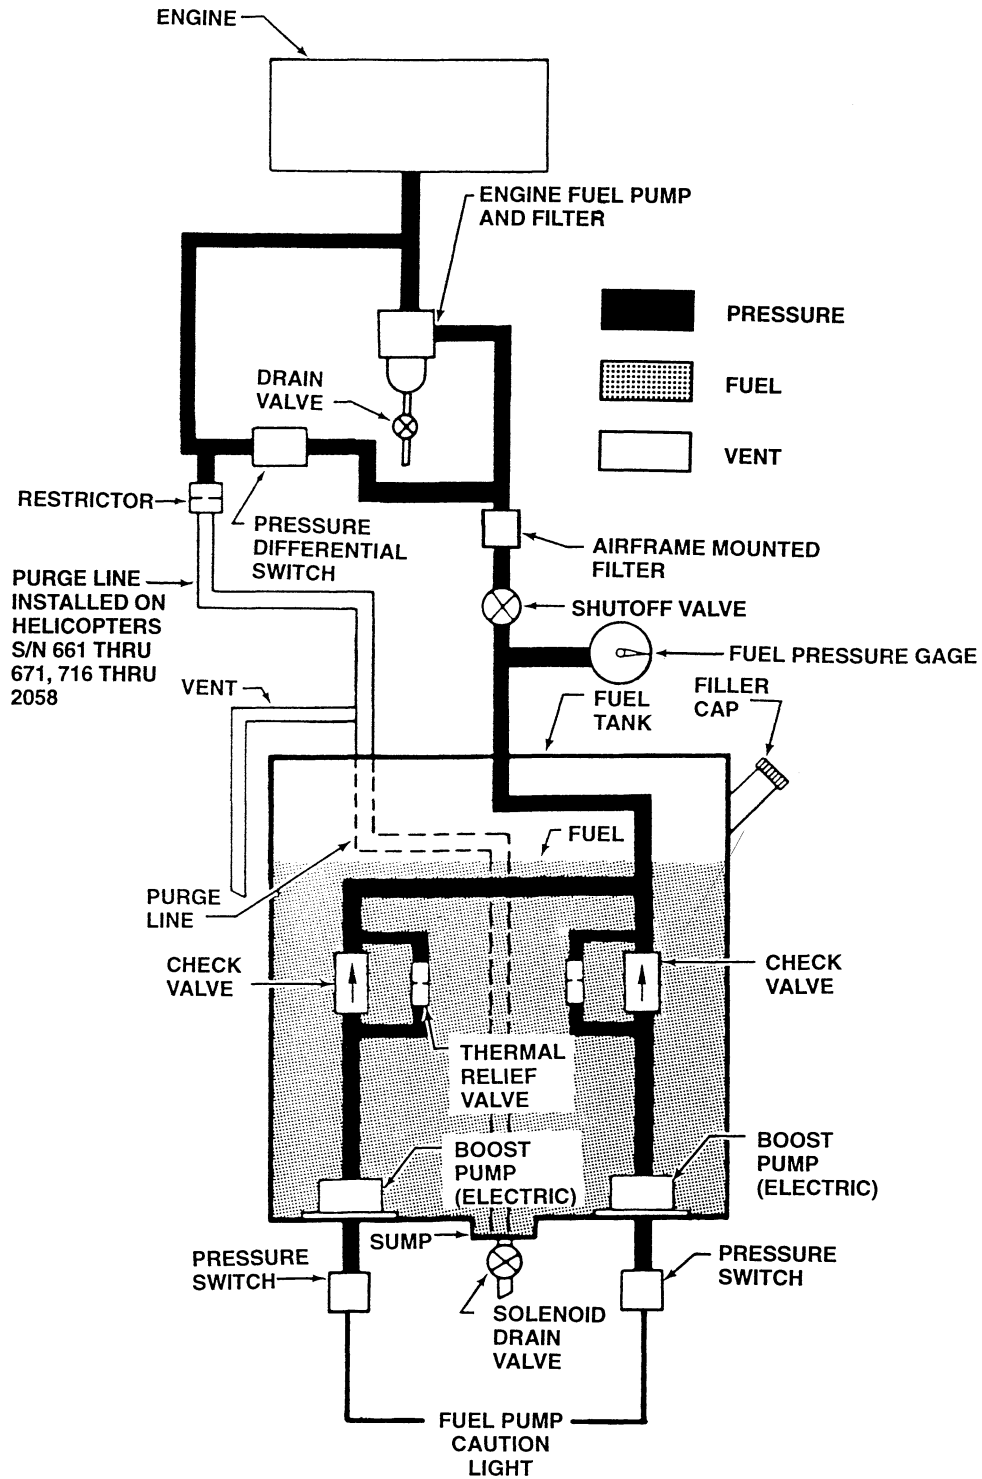 ENGINE
ENGINE FUEL PUMP
AND FILTER
PRESSURE
FUEL
VENT
DRAIN
VALVE
RESTRICTOR
PRESSURE
DIFFERENTIAL
SWITCH
AIRFRAME MOUNTED
FILTER
PURGE LINE
INSTALLED ON
HELICOPTERS
S/N 661 THRU
671, 716 THRU
2058
SHUTOFF VALVE
FUEL PRESSURE GAGE
VENT
FUEL
TANK
FILLER
CAP
FUEL
PURGE
LINE
CHECK
VALVE
CHECK
VALVE
THERMAL
RELIEF
VALVE
BOOST
PUMP
(ELECTRIC)
BOOST
PUMP
(ELECTRIC)
SUMP
PRESSURE
SWITCH
PRESSURE
SWITCH
SOLENOID
DRAIN
VALVE
FUEL PUMP
CAUTION
LIGHT